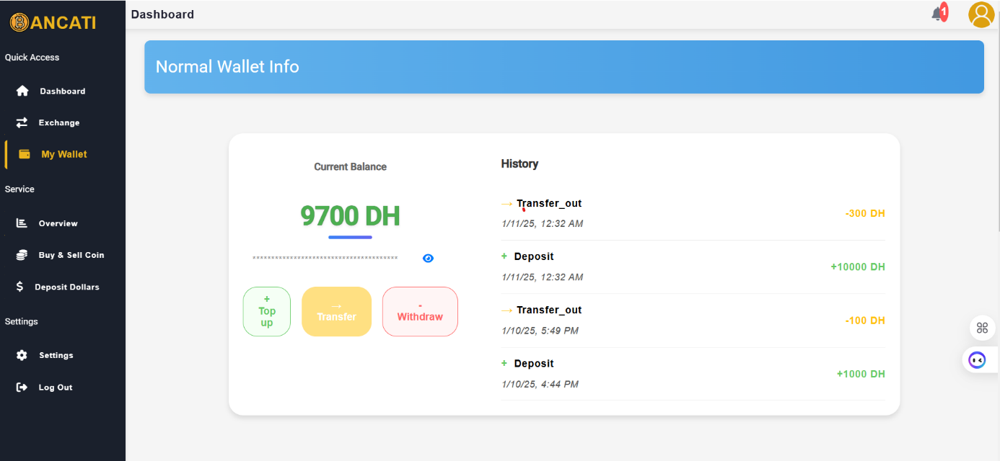 BANCATI
Dashboard
1
Quick Access
Dashboard
Exchange
My Wallet
Service
Overview
Buy & Sell Coin
Deposit Dollars
Settings
Settings
Log Out
Normal Wallet Info
Current Balance
9700 DH
***************************************
+
Top
up
→
Transfer
-
Withdraw
History
→ Transfer_out
1/11/25, 12:32 AM
-300 DH
+ Deposit
1/11/25, 12:32 AM
+10000 DH
→ Transfer_out
1/10/25, 5:49 PM
-100 DH
+ Deposit
1/10/25, 4:44 PM
+1000 DH